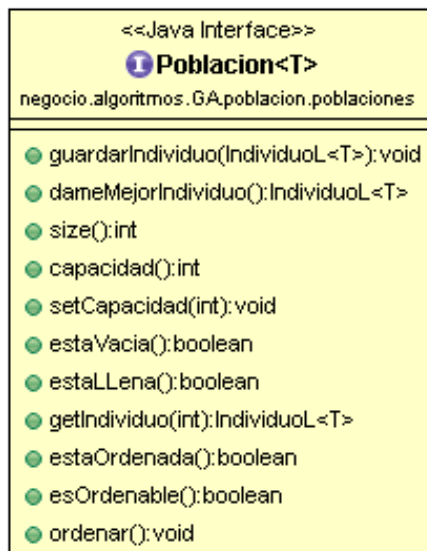 <<Java Interface>>
I Poblacion<T>
negocio.algoritmos.GA.poblacion.poblaciones
guardarIndividuo(IndividuoL<T>):void
dameMejorIndividuo():IndividuoL<T>
size():int
capacidad():int
setCapacidad(int):void
estaVacia():boolean
estaLLena():boolean
getIndividuo(int):IndividuoL<T>
estaOrdenada():boolean
esOrdenable():boolean
ordenar():void